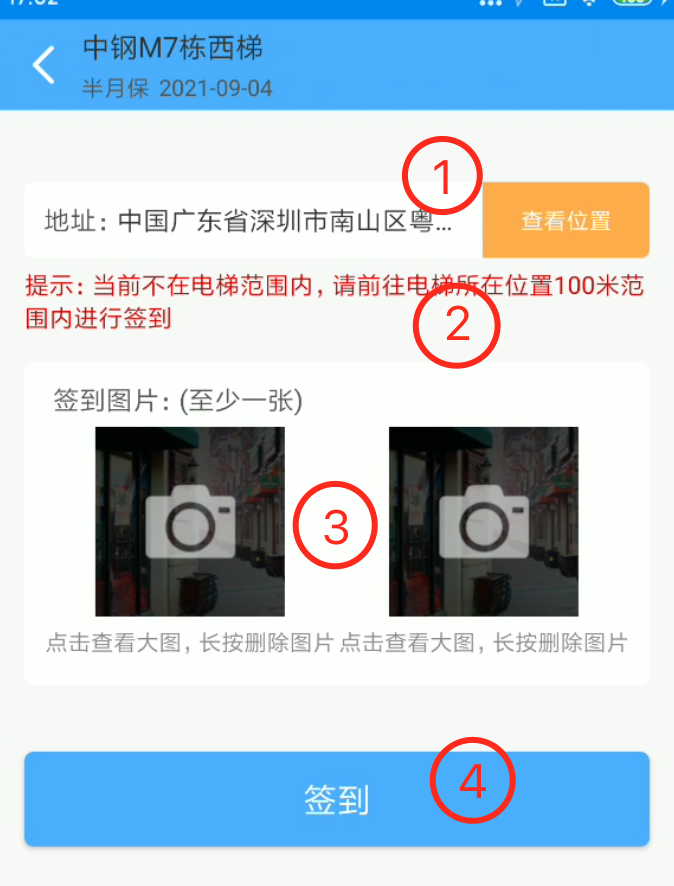 中钢M7栋西梯
半月保 2021-09-04
1
地址: 中国广东省深圳市南山区粤... 查看位置
提示: 当前不在电梯范围内, 请前往电梯所在位置100米范
围内进行签到
2
签到图片: (至少一张)
3
点击查看大图, 长按删除图片 点击查看大图, 长按删除图片
签到 4